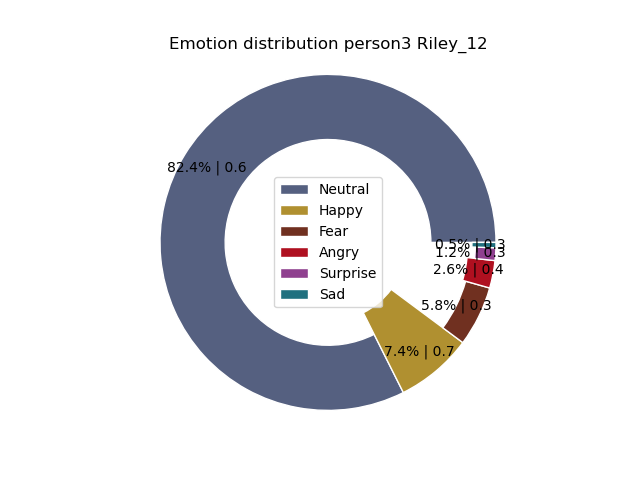 Emotion distribution person3 Riley_12
82.4% | 0.6
Neutral
Happy
Fear
Angry
Surprise
Sad
0.5% | 0.3
1.2% | 0.3
2.6% | 0.4
5.8% | 0.3
7.4% | 0.7